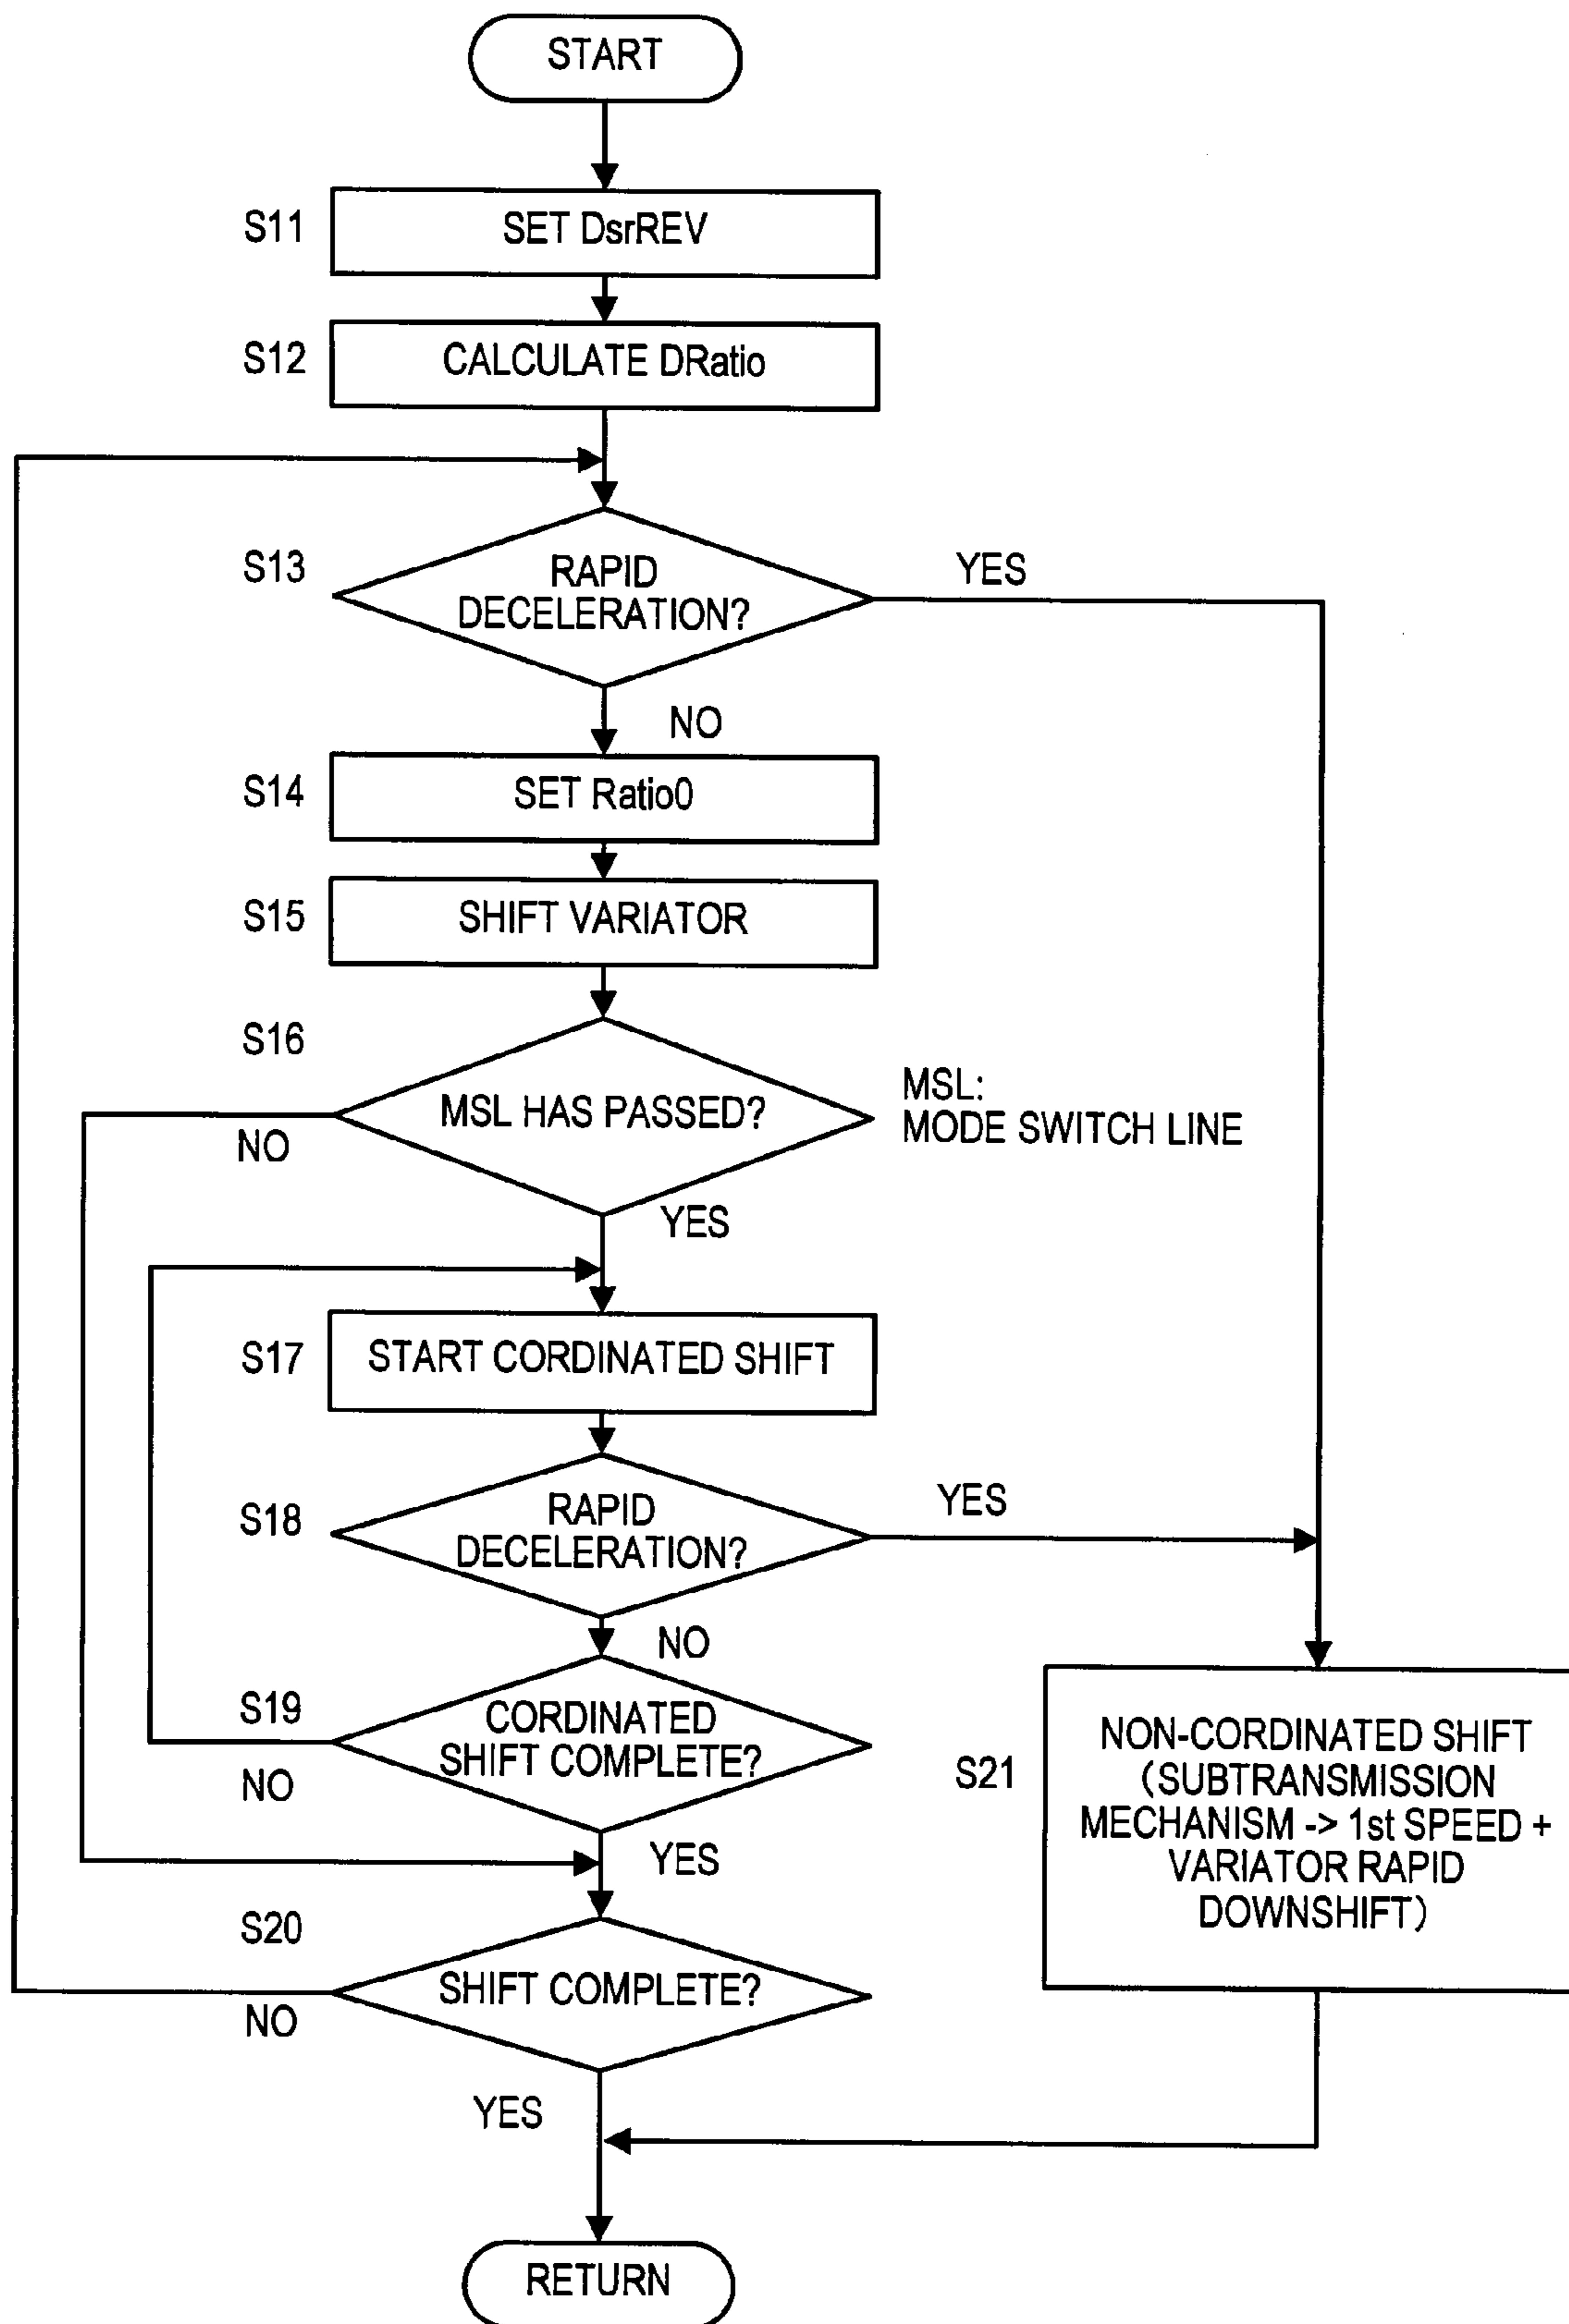 START
S11
SET DsrREV
S12
CALCULATE DRatio
S13
RAPID
DECELERATION?
YES
NO
S14
SET Ratio0
S15
SHIFT VARIATOR
S16
MSL HAS PASSED?
MSL:
MODE SWITCH LINE
NO
YES
S17
START CORDINATED SHIFT
S18
RAPID
DECELERATION?
YES
NO
S19
CORDINATED
SHIFT COMPLETE?
NO
YES
S21
NON-CORDINATED SHIFT
(SUBTRANSMISSION
MECHANISM -> 1st SPEED +
VARIATOR RAPID
DOWNSHIFT)
S20
SHIFT COMPLETE?
NO
YES
RETURN